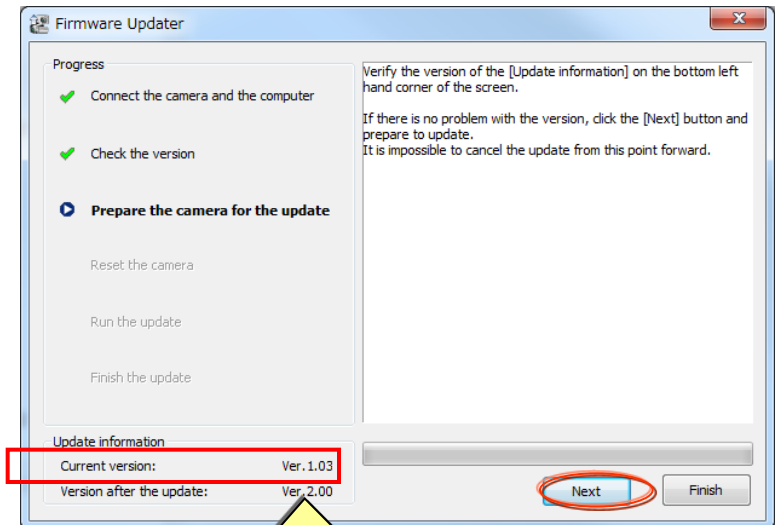 Firmware Updater
Progress
Connect the camera and the computer
Check the version
Prepare the camera for the update
Reset the camera
Run the update
Finish the update
Verify the version of the [Update information] on the bottom left
hand corner of the screen.
If there is no problem with the version, click the [Next] button and
prepare to update.
It is impossible to cancel the update from this point forward.
Update information
Current version: Ver.1.03
Version after the update: Ver.2.00
Next
Finish